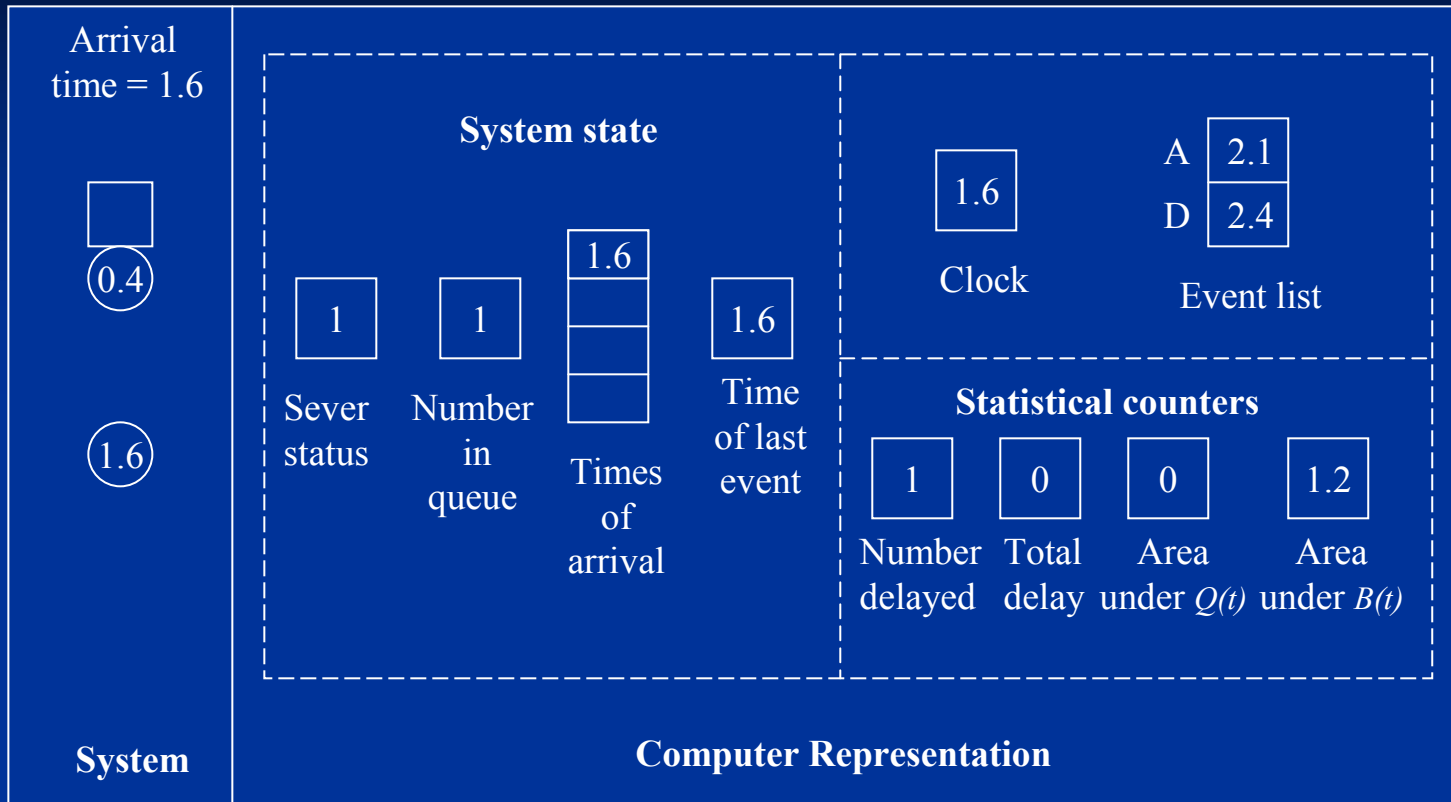 Arrival
time = 1.6
0.4
1.6
System
System state
1
Sever
status
1
Number
in
queue
1.6
Times
of
arrival
1.6
Time
of last
event
1.6
Clock
A 2.1
D 2.4
Event list
Statistical counters
1
Number
delayed
0
Total
delay
0
Area
under Q(t)
1.2
Area
under B(t)
Computer Representation